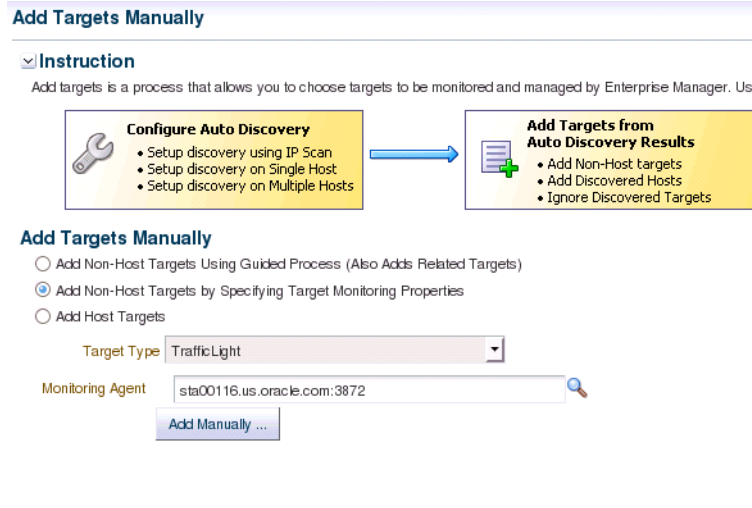 Add Targets Manually
Instruction
Add targets is a process that allows you to choose targets to be monitored and managed by Enterprise Manager. Us
Configure Auto Discovery
• Setup discovery using IP Scan
• Setup discovery on Single Host
• Setup discovery on Multiple Hosts
Add Targets from
Auto Discovery Results
• Add Non-Host targets
• Add Discovered Hosts
• Ignore Discovered Targets
Add Targets Manually
Add Non-Host Targets Using Guided Process (Also Adds Related Targets)
Add Non-Host Targets by Specifying Target Monitoring Properties
Add Host Targets
Target Type TrafficLight
Monitoring Agent sta00116.us.oracle.com:3872
Add Manually ...